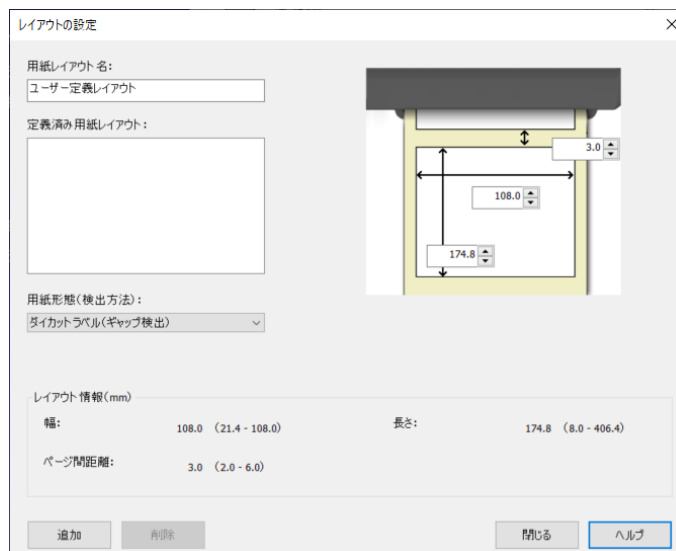 レイアウトの設定
用紙レイアウト名:
ユーザー定義レイアウト
定義済み用紙レイアウト:
3.0
108.0
174.8
用紙形態(検出方法):
ダイカットラベル(ギャップ検出)
レイアウト情報(mm)
幅: 108.0 (21.4 - 108.0) 長さ: 174.8 (8.0 - 406.4)
ページ間距離: 3.0 (2.0 - 6.0)
追加 削除 閉じる ヘルプ